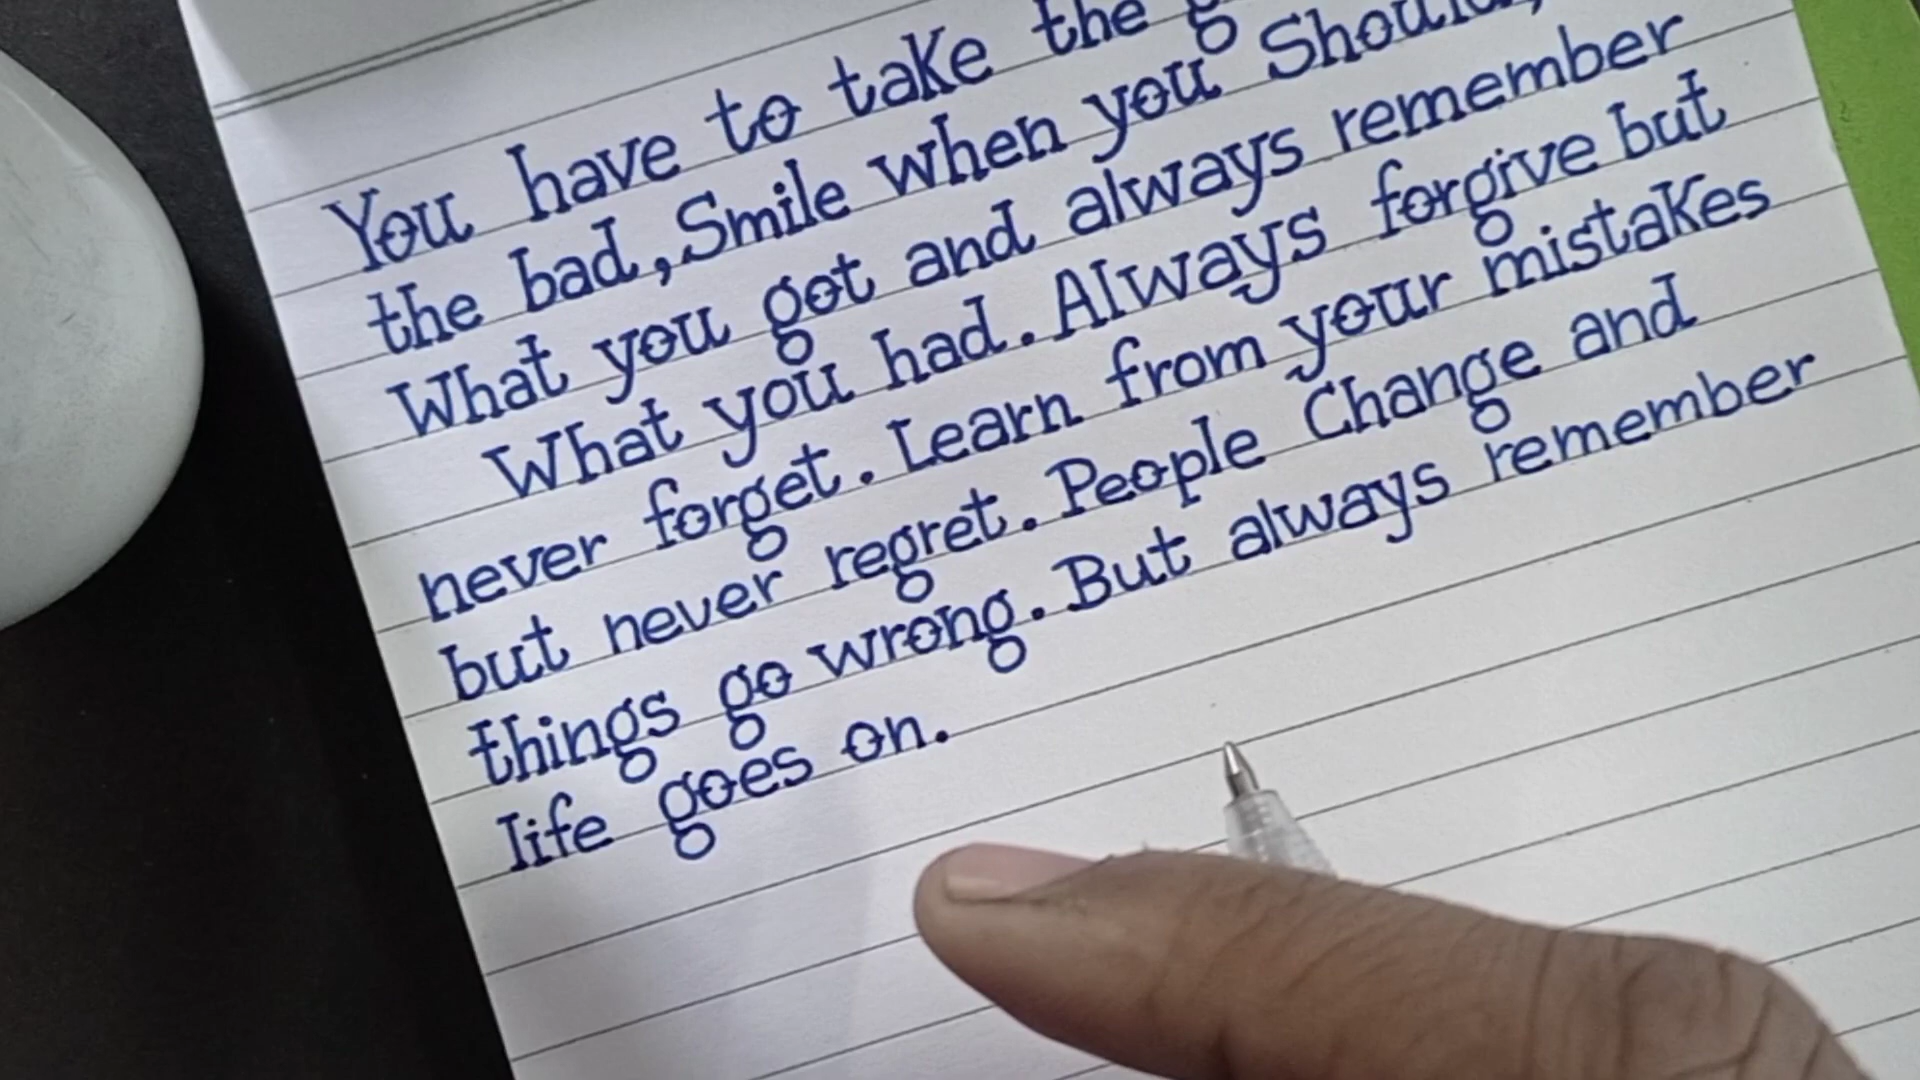 You have to take the
the bad, Smile when you Should,
What you got and always remember
What you had. Always forgive but
never forget. Learn from your mistakes
but never regret. People Change and
things go wrong. But always remember
life goes on.